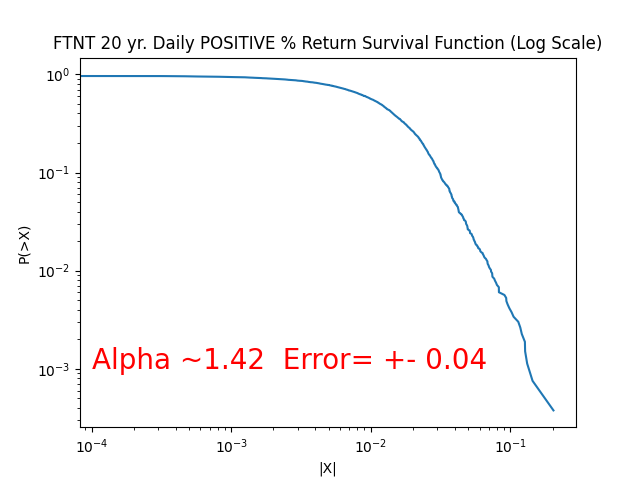 FTNT 20 yr. Daily POSITIVE % Return Survival Function (Log Scale)
10⁰
10⁻¹
10⁻²
10⁻³
P(>X)
Alpha ~1.42  Error= +- 0.04
10⁻⁴ 10⁻³ 10⁻² 10⁻¹
|X|